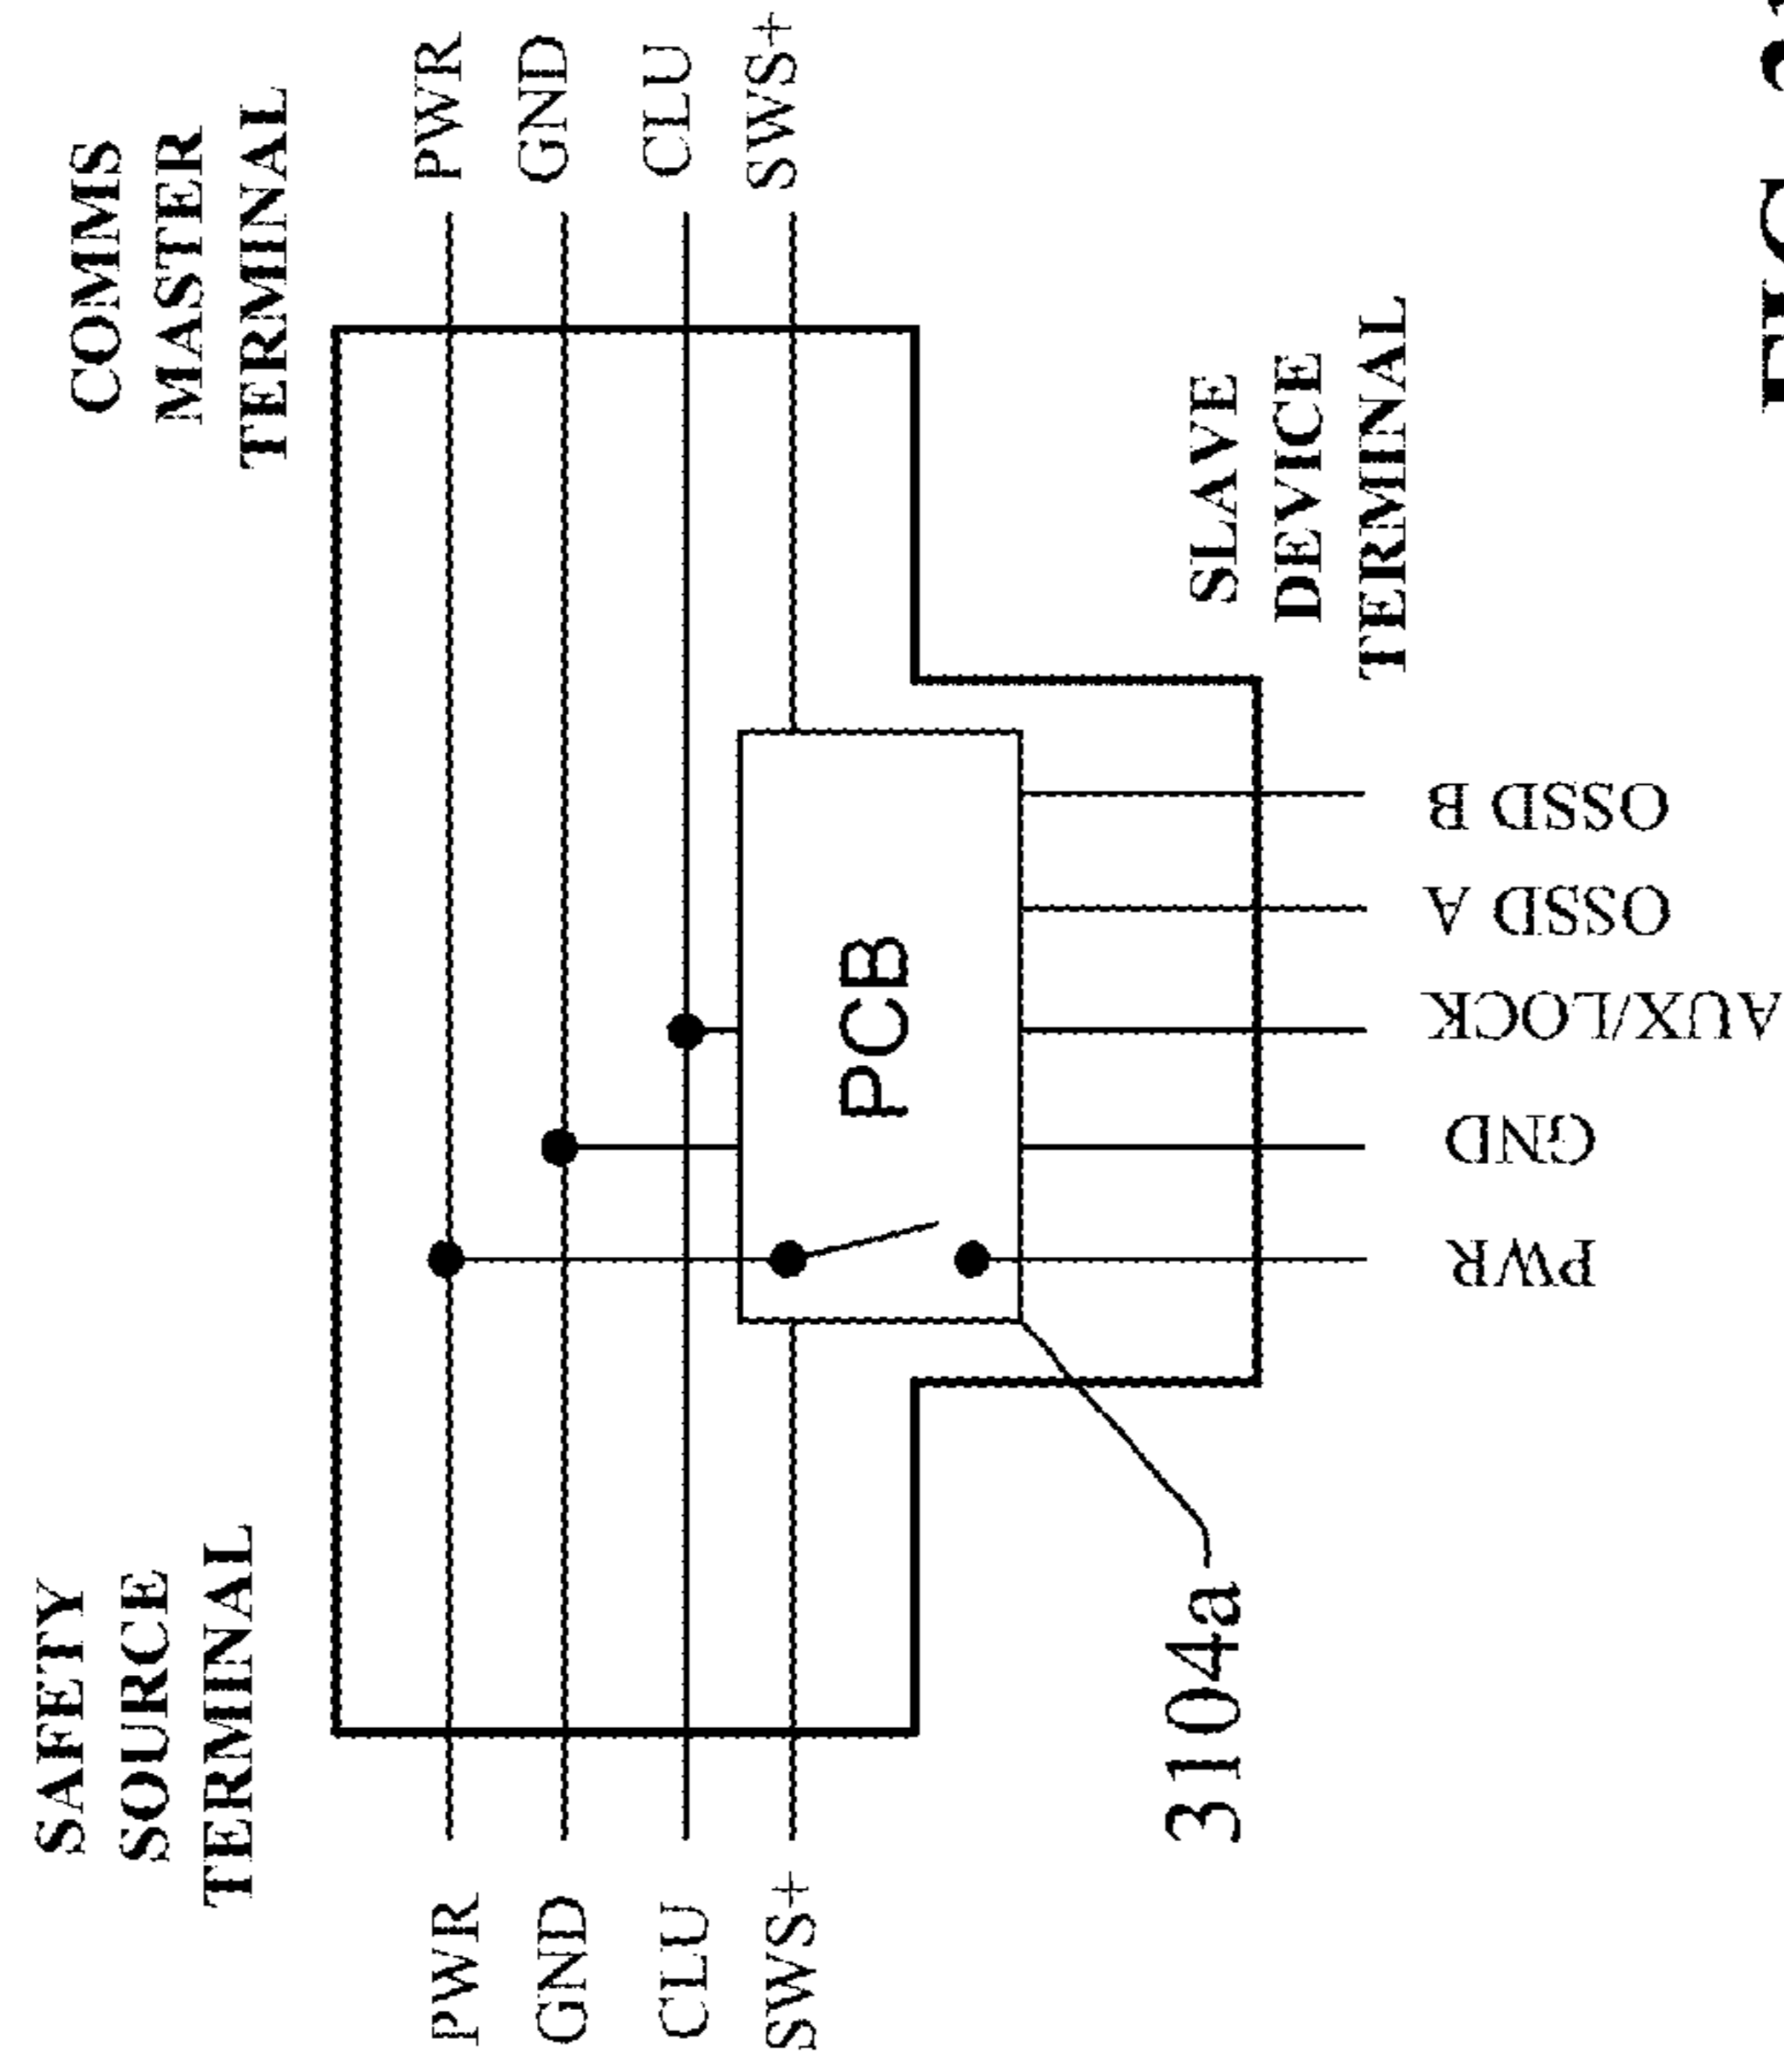 SAFETY
SOURCE
TERMINAL
COMMS
MASTER
TERMINAL
PWR
GND
CLU
SWS+
PWR
GND
CLU
SWS+
PCB
3104a
SLAVE
DEVICE
TERMINAL
PWR
GND
AUX/LOCK
OSSD A
OSSD B